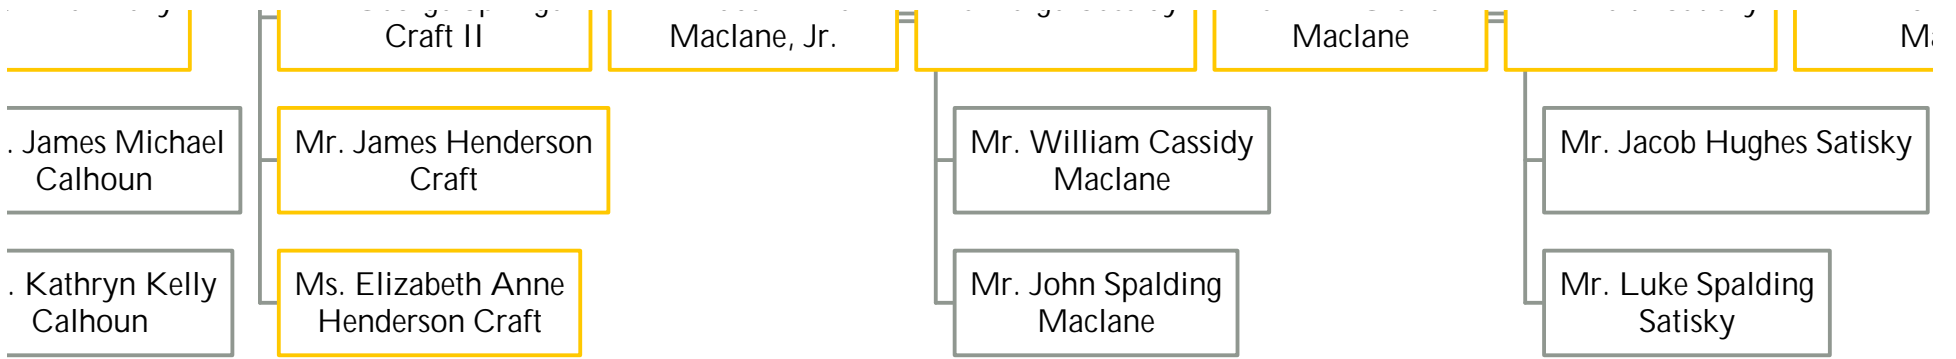 Craft II
Maclane, Jr.
Maclane
. James Michael
Calhoun
Mr. James Henderson
Craft
Mr. William Cassidy
Maclane
Mr. Jacob Hughes Satisky
. Kathryn Kelly
Calhoun
Ms. Elizabeth Anne
Henderson Craft
Mr. John Spalding
Maclane
Mr. Luke Spalding
Satisky